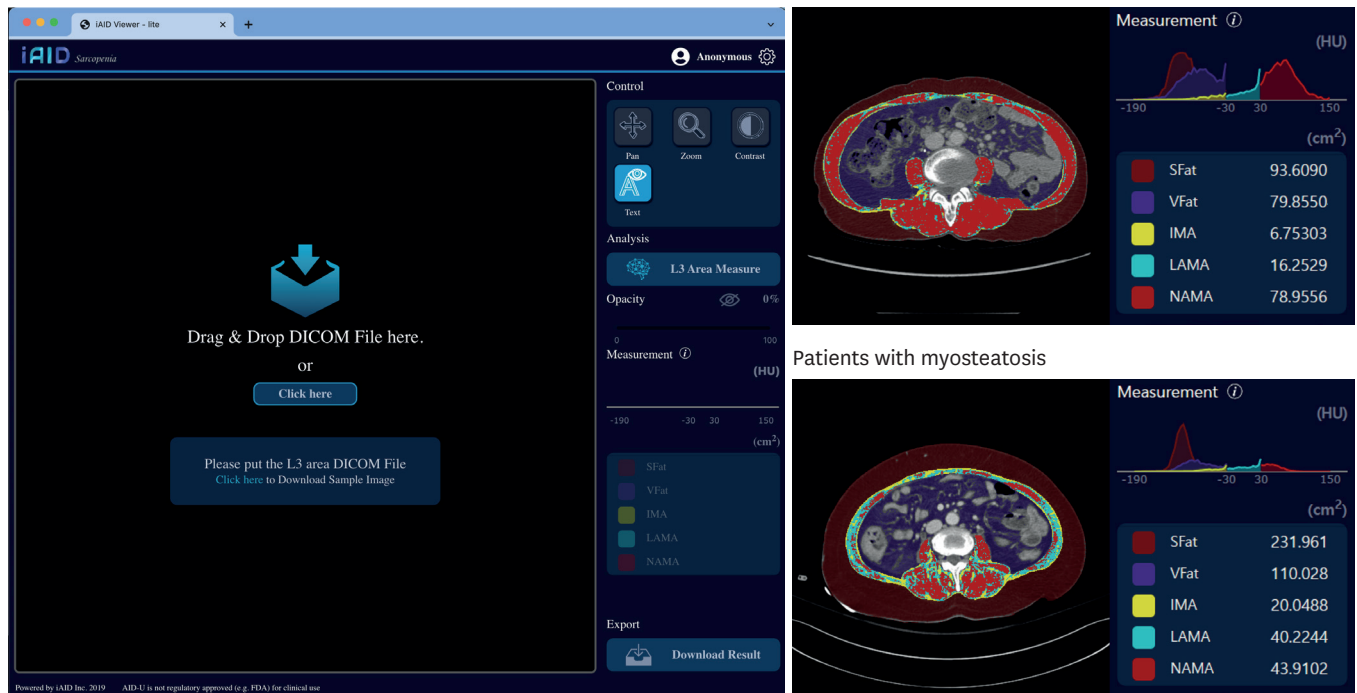 iAID Viewer - lite
iAID Sarcopenia
Anonymous
Control
Pan Zoom Contrast
Text
Analysis
L3 Area Measure
Opacity 0%
0 100
Measurement i
(HU)
-190 -30 30 150
(cm²)
SFat
VFat
IMA
LAMA
NAMA
Export
Download Result
Drag & Drop DICOM File here.
or
Click here
Please put the L3 area DICOM File
Click here to Download Sample Image
Powered by iAID Inc. 2019 AID-U is not regulatory approved (e.g. FDA) for clinical use
Measurement i
(HU)
-190 -30 30 150
(cm²)
SFat 93.6090
VFat 79.8550
IMA 6.75303
LAMA 16.2529
NAMA 78.9556
Patients with myosteatosis
Measurement i
(HU)
-190 -30 30 150
(cm²)
SFat 231.961
VFat 110.028
IMA 20.0488
LAMA 40.2244
NAMA 43.9102